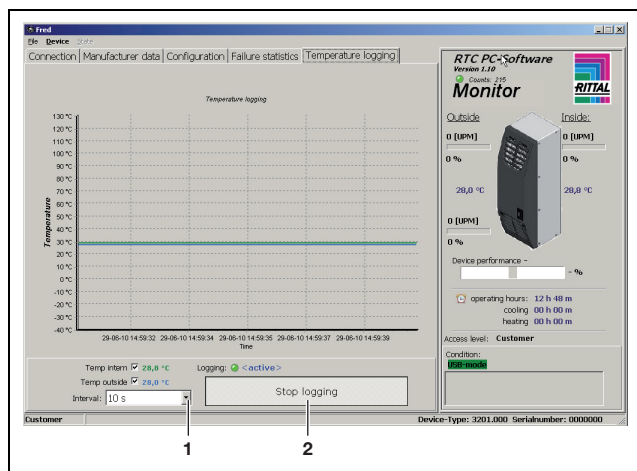 Fred
File Device State
Connection Manufacturer data Configuration Failure statistics Temperature logging
Temperature logging
130 °C
120 °C
110 °C
100 °C
90 °C
80 °C
70 °C
60 °C
50 °C
40 °C
30 °C
20 °C
10 °C
0 °C
-10 °C
-20 °C
-30 °C
-40 °C
Temperature
29-06-10 14:59:32 29-06-10 14:59:34 29-06-10 14:59:35 29-06-10 14:59:37 29-06-10 14:59:39
Time
Temp intern 28,8 °C
Temp outside 28,0 °C
Interval: 10 s
Logging: <active>
Stop logging
RTC PC-Software
Version 1.10
Counts: 215
Monitor
RITTAL
Outside
Inside:
0 [UPM]
0 [UPM]
0 %
0 %
28,0 °C
28,8 °C
0 [UPM]
0 %
Device performance -
- %
operating hours: 12 h 48 m
cooling 00 h 00 m
heating 00 h 00 m
Access level: Customer
Condition:
USB-mode
Customer
Device-Type: 3201.000 Serialnumber: 0000000
1
2